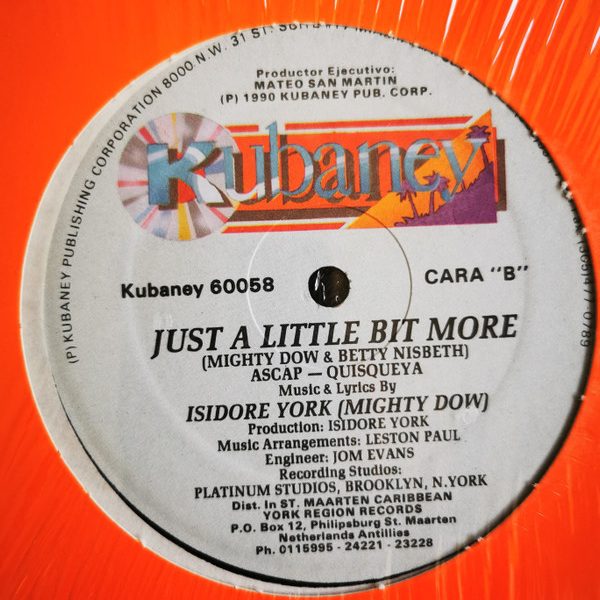 (P) KUBANEY PUBLISHING CORPORATION 8000 N.W. 31 ST.
Productor Ejecutivo:
MATEO SAN MARTIN
(P) 1990 KUBANEY PUB. CORP.
Kubaney
Kubaney 60058
CARA "B"
JUST A LITTLE BIT MORE
(MIGHTY DOW & BETTY NISBETH)
ASCAP — QUISQUEYA
Music & Lyrics By
ISIDORE YORK (MIGHTY DOW)
Production: ISIDORE YORK
Music Arrangements: LESTON PAUL
Engineer: JOM EVANS
Recording Studios:
PLATINUM STUDIOS, BROOKLYN, N.YORK
Dist. In ST. MAARTEN CARIBBEAN
YORK REGION RECORDS
P.O. Box 12, Philipsburg St. Maarten
Netherlands Antillies
Ph. 0115995 - 24221 - 23228